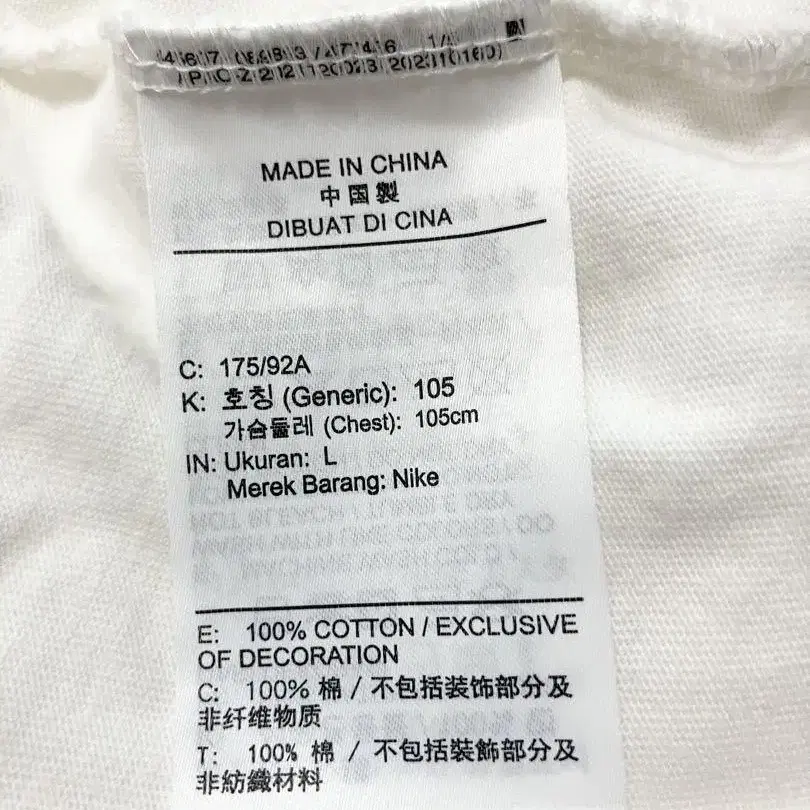 MADE IN CHINA
中国製
DIBUAT DI CINA
C: 175/92A
K: 호칭 (Generic): 105
가슴둘레 (Chest): 105cm
IN: Ukuran: L
Merek Barang: Nike
E: 100% COTTON / EXCLUSIVE
OF DECORATION
C: 100% 棉 / 不包括装饰部分及
非纤维物质
T: 100% 棉 / 不包括裝飾部分及
非紡織材料